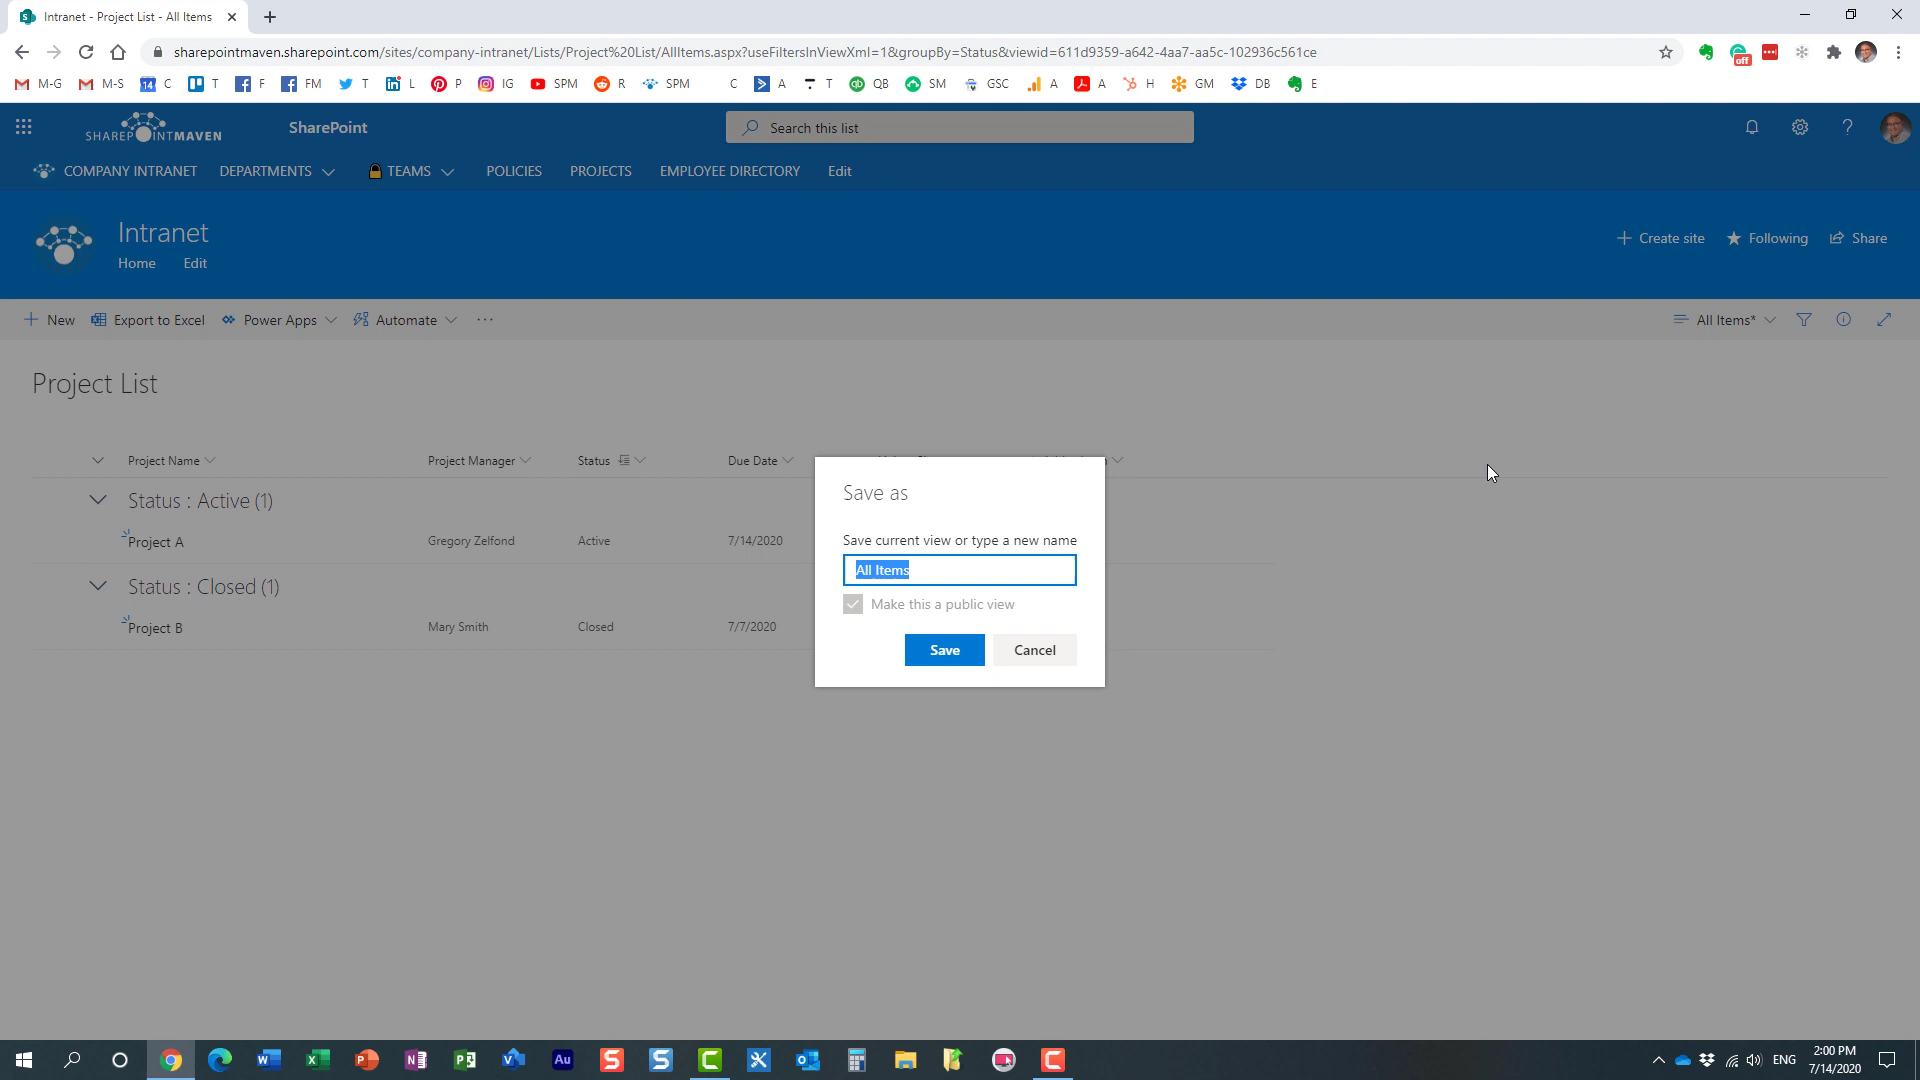 Intranet - Project List - All Items
sharepointmaven.sharepoint.com/sites/company-intranet/Lists/Project%20List/AllItems.aspx?useFiltersInViewXml=1&groupBy=Status&viewid=611d9359-a642-4aa7-aa5c-102936c561ce
off
M-G M-S 14 C T F FM T L P IG SPM R SPM C A T QB SM GSC A A H GM DB E
SHAREPOINTMAVEN SharePoint Search this list
COMPANY INTRANET DEPARTMENTS TEAMS POLICIES PROJECTS EMPLOYEE DIRECTORY Edit
Intranet
Home Edit
Create site Following Share
New Export to Excel Power Apps Automate All Items*
Project List
Project Name Project Manager Status Due Date
Status : Active (1)
Project A Gregory Zelfond Active 7/14/2020
Status : Closed (1)
Project B Mary Smith Closed 7/7/2020
Save as
Save current view or type a new name
All Items
Make this a public view
Save Cancel
ENG 2:00 PM
7/14/2020